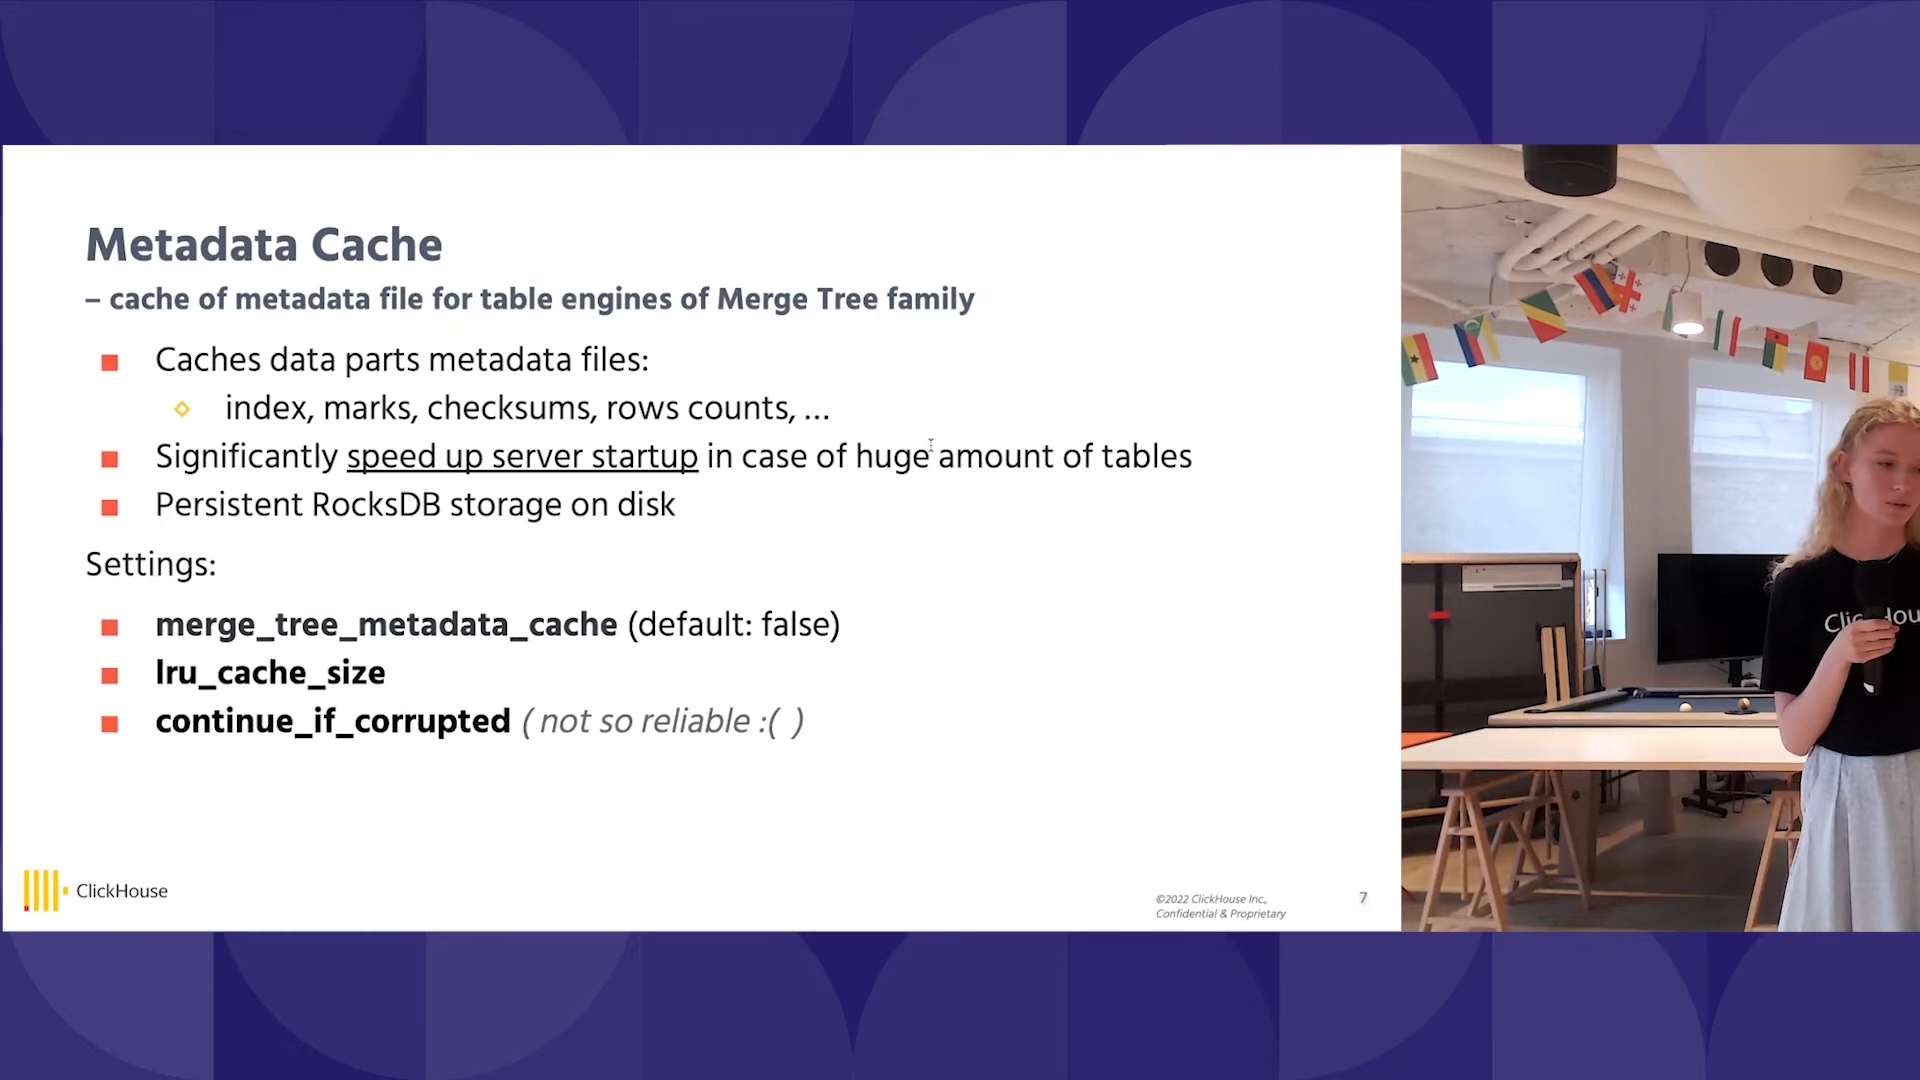 Metadata Cache
– cache of metadata file for table engines of Merge Tree family
Caches data parts metadata files:
index, marks, checksums, rows counts, ...
Significantly speed up server startup in case of huge amount of tables
Persistent RocksDB storage on disk
Settings:
merge_tree_metadata_cache (default: false)
lru_cache_size
continue_if_corrupted ( not so reliable :( )
ClickHouse
©2022 ClickHouse Inc.,
Confidential & Proprietary
7